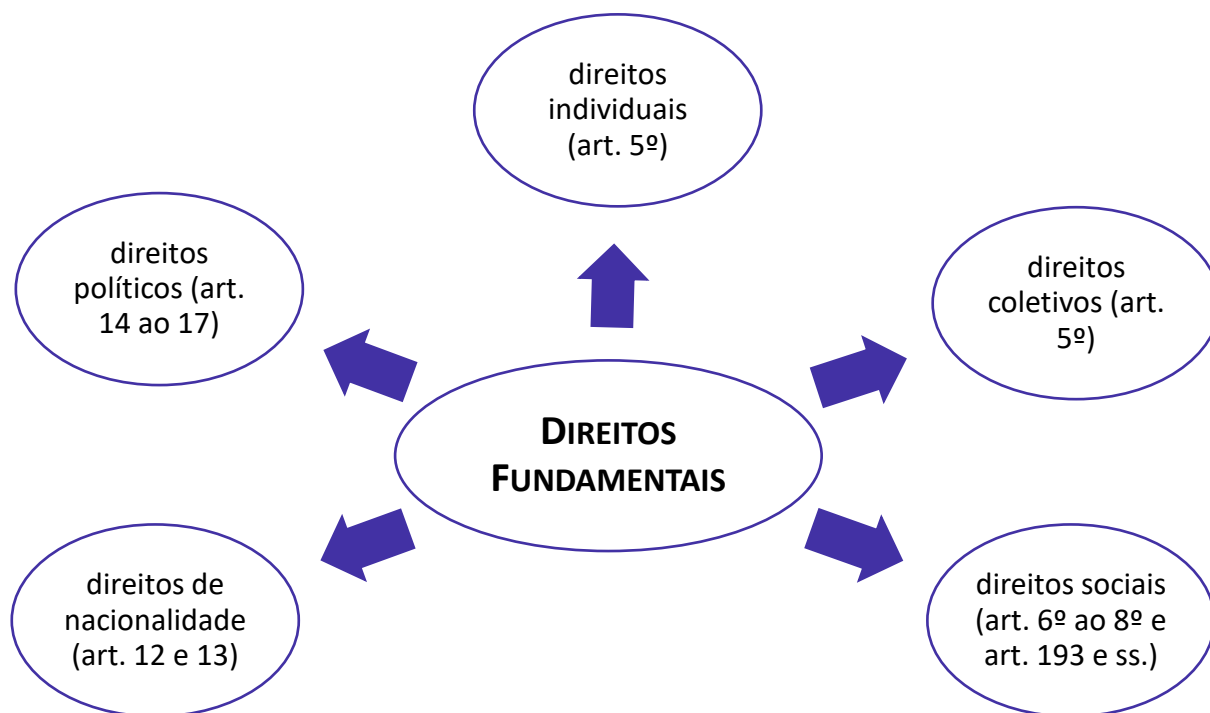 direitos
individuais
(art. 5º)
direitos
políticos (art.
14 ao 17)
direitos
coletivos (art.
5º)
DIREITOS
FUNDAMENTAIS
direitos de
nacionalidade
(art. 12 e 13)
direitos sociais
(art. 6º ao 8º e
art. 193 e ss.)